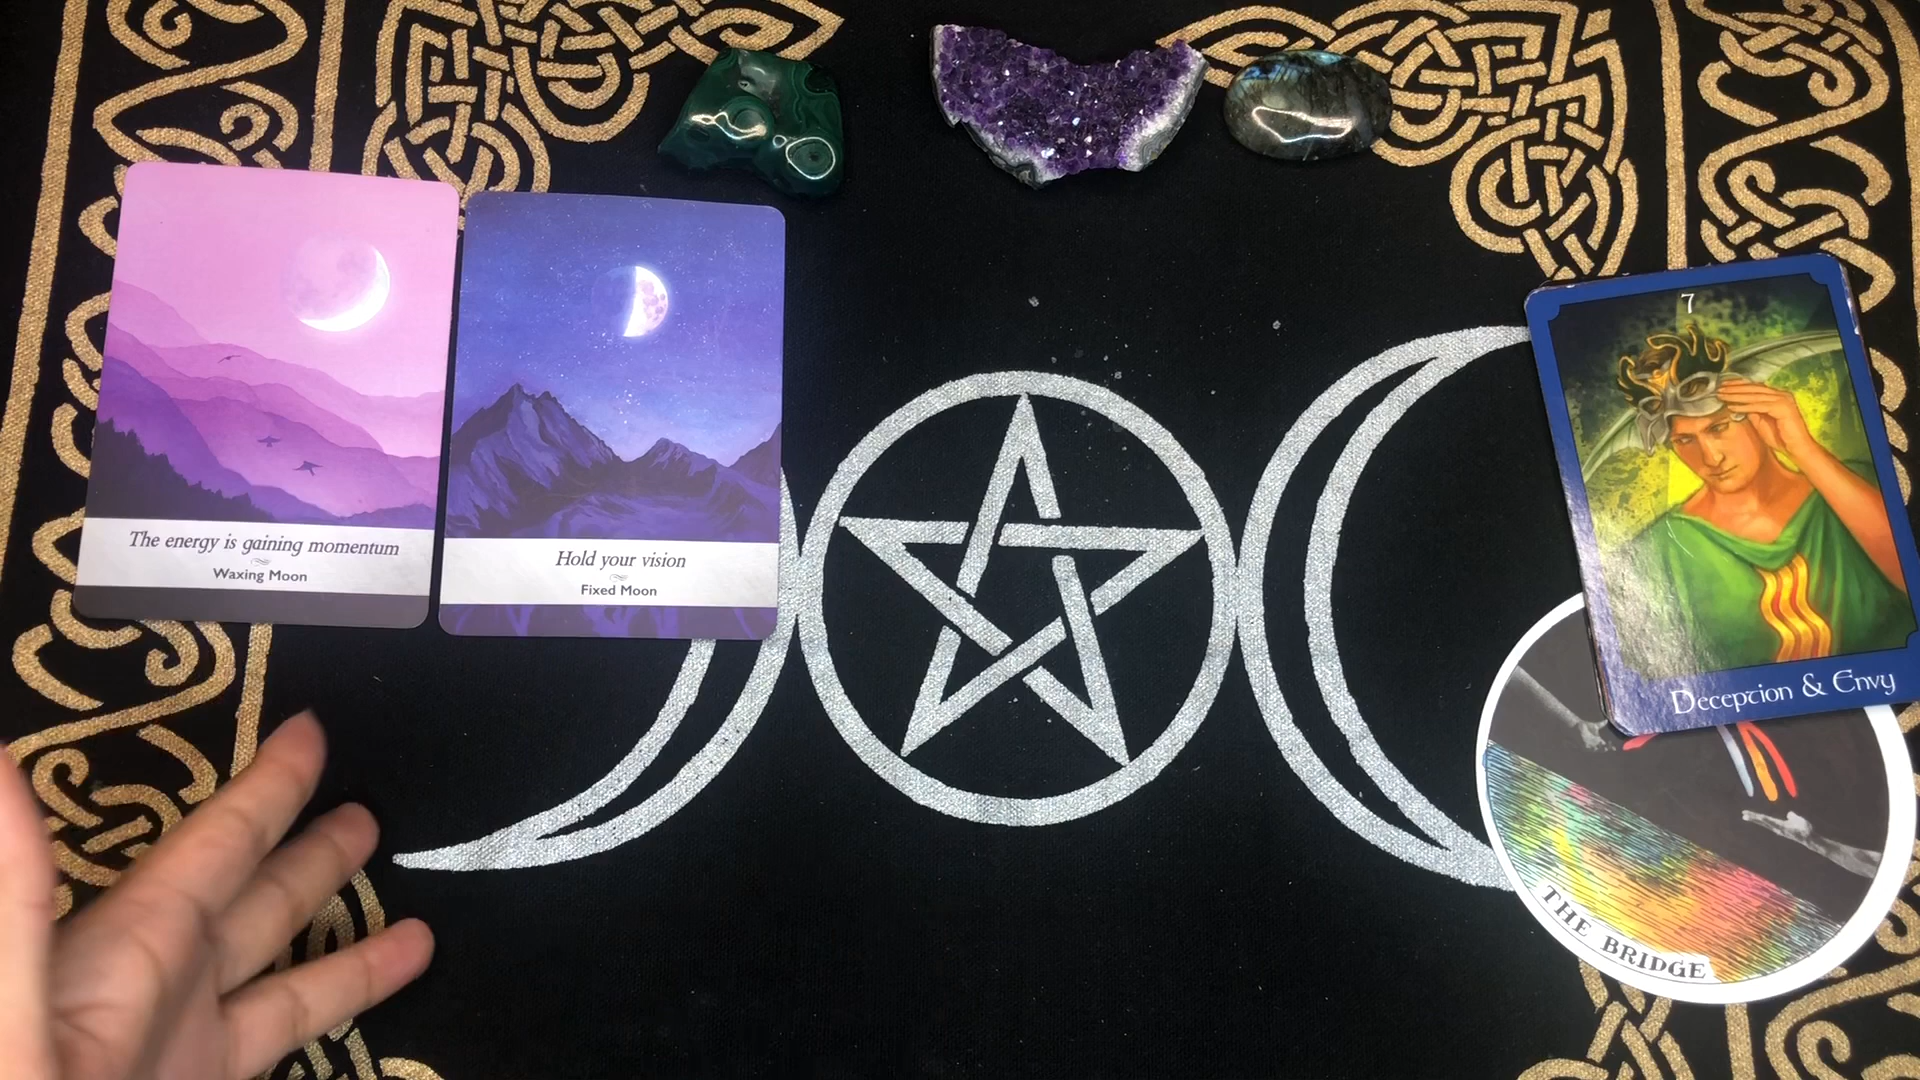 The energy is gaining momentum
Waxing Moon
Hold your vision
Fixed Moon
7
Deception & Envy
THE BRIDGE